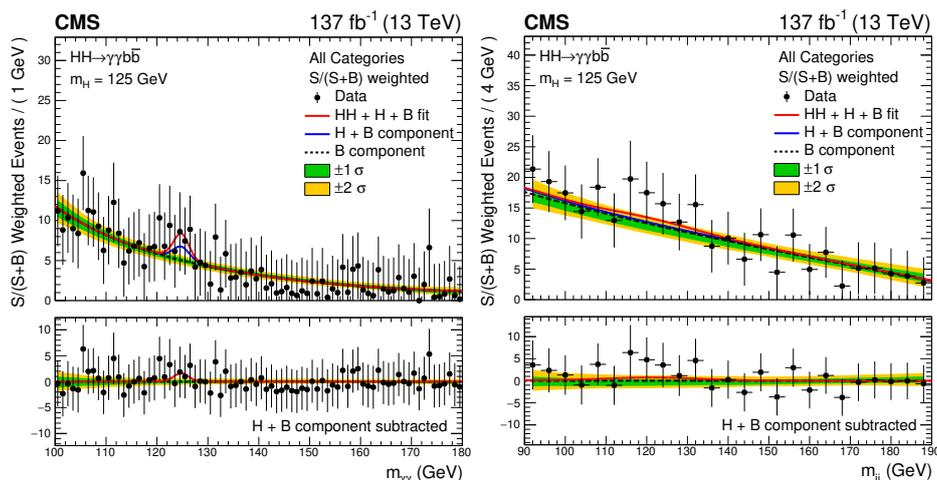 CMS
137 fb⁻¹ (13 TeV)
HH→γγbb̄
m_H = 125 GeV
All Categories
S/(S+B) weighted
Data
HH + H + B fit
H + B component
B component
±1 σ
±2 σ
S/(S+B) Weighted Events / ( 1 GeV )
30
25
20
15
10
5
0
10
5
0
−5
−10
H + B component subtracted
100 110 120 130 140 150 160 170 180
m_γγ (GeV)
CMS
137 fb⁻¹ (13 TeV)
HH→γγbb̄
m_H = 125 GeV
All Categories
S/(S+B) weighted
Data
HH + H + B fit
H + B component
B component
±1 σ
±2 σ
S/(S+B) Weighted Events / ( 4 GeV )
40
35
30
25
20
15
10
5
0
10
5
0
−5
−10
H + B component subtracted
90 100 110 120 130 140 150 160 170 180 190
m_jj (GeV)